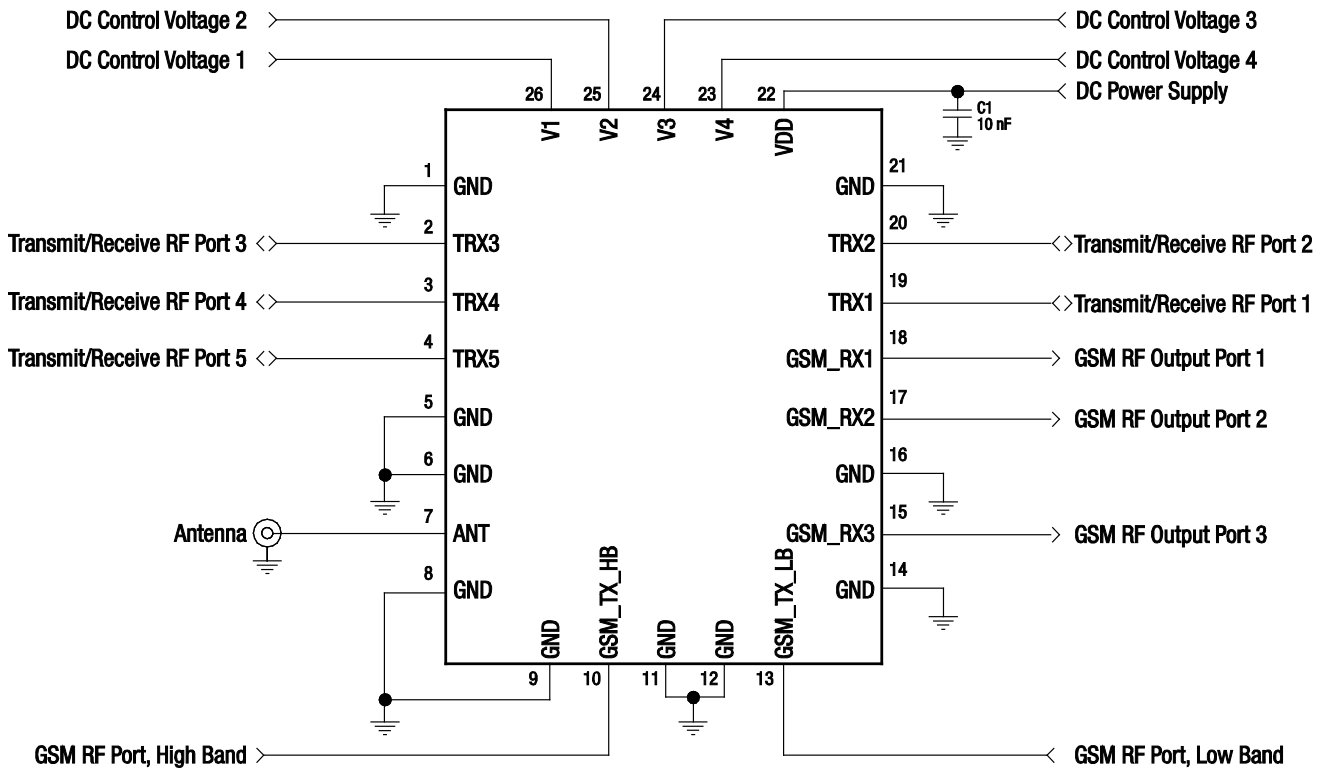 DC Control Voltage 2
DC Control Voltage 3
DC Control Voltage 1
DC Control Voltage 4
DC Power Supply
26
25
24
23
22
C1
10 nF
V1
V2
V3
V4
VDD
1
GND
21
GND
2
Transmit/Receive RF Port 3
TRX3
20
TRX2
Transmit/Receive RF Port 2
3
Transmit/Receive RF Port 4
TRX4
19
TRX1
Transmit/Receive RF Port 1
4
Transmit/Receive RF Port 5
TRX5
18
GSM_RX1
GSM RF Output Port 1
5
GND
17
GSM_RX2
GSM RF Output Port 2
6
GND
16
GND
7
Antenna
ANT
15
GSM_RX3
GSM RF Output Port 3
8
GND
14
GND
GND
GSM_TX_HB
GND
GND
GSM_TX_LB
9
10
11
12
13
GSM RF Port, High Band
GSM RF Port, Low Band